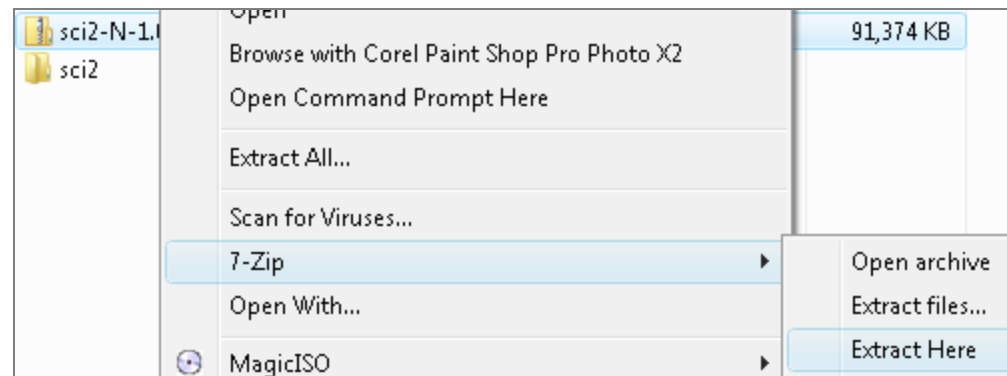 Open
sci2-N-1. 91,374 KB
sci2
Browse with Corel Paint Shop Pro Photo X2
Open Command Prompt Here
Extract All...
Scan for Viruses...
7-Zip
Open archive
Open With...
Extract files...
Extract Here
MagicISO